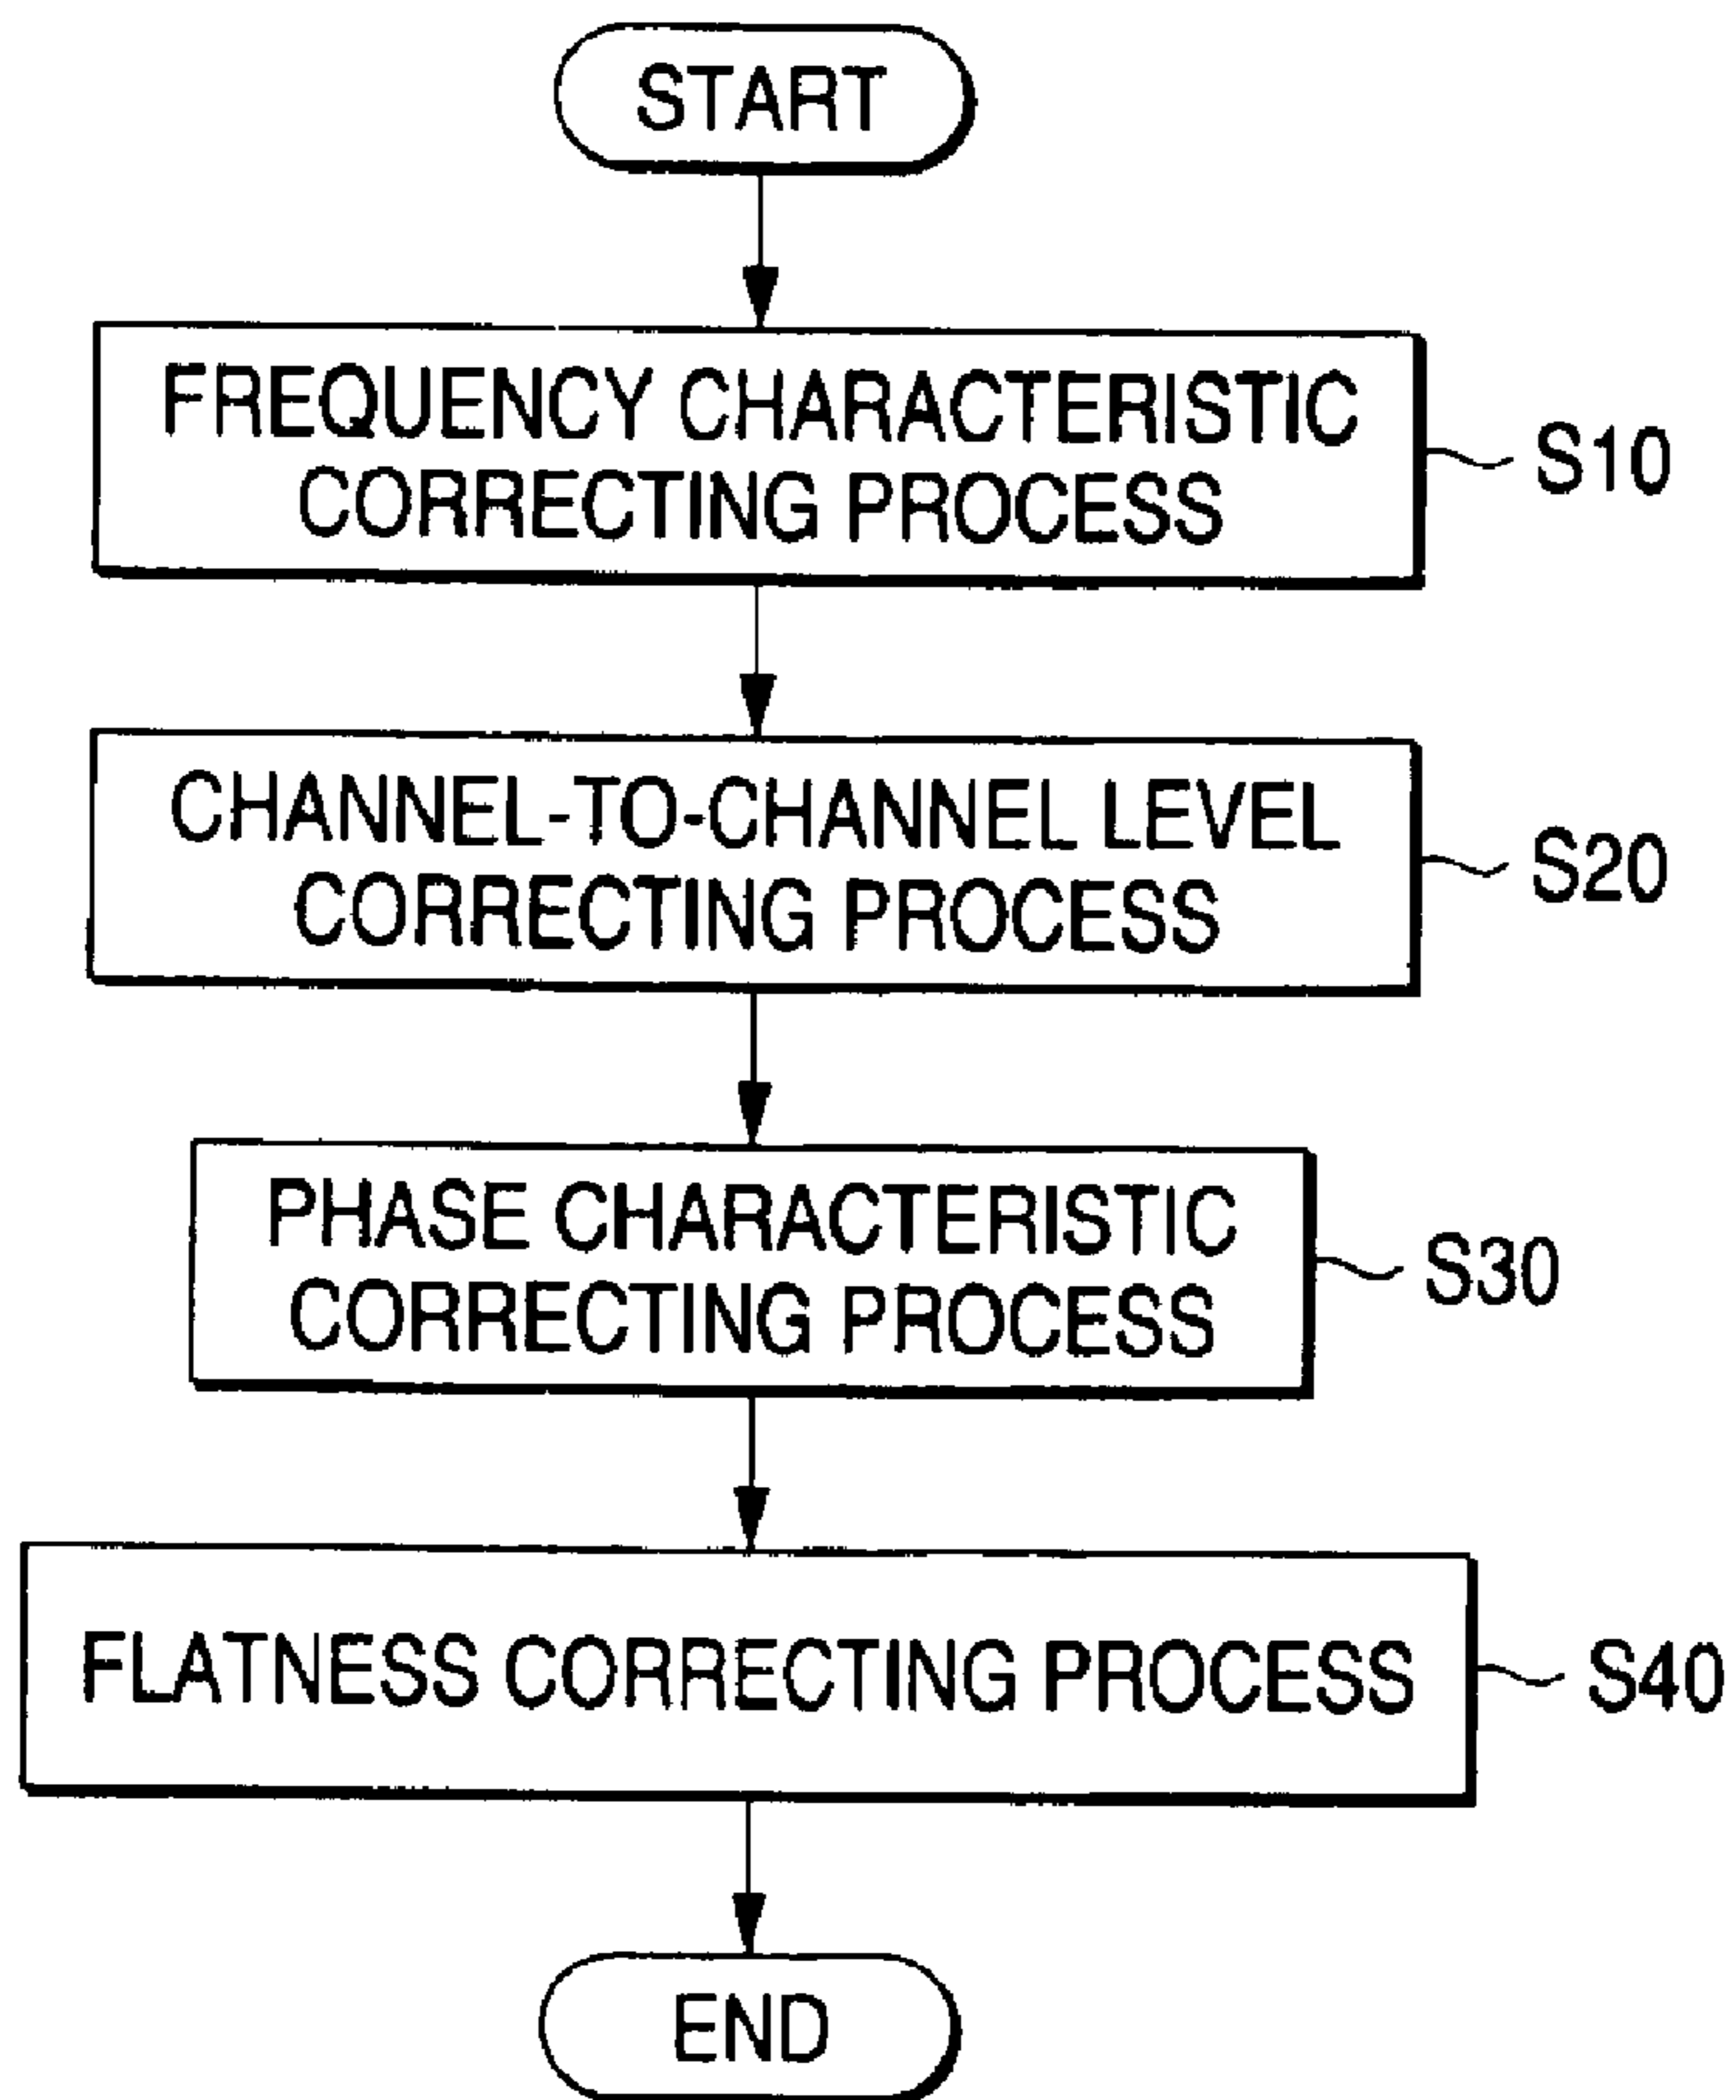 START
FREQUENCY CHARACTERISTIC
CORRECTING PROCESS
S10
CHANNEL-TO-CHANNEL LEVEL
CORRECTING PROCESS
S20
PHASE CHARACTERISTIC
CORRECTING PROCESS
S30
FLATNESS CORRECTING PROCESS
S40
END